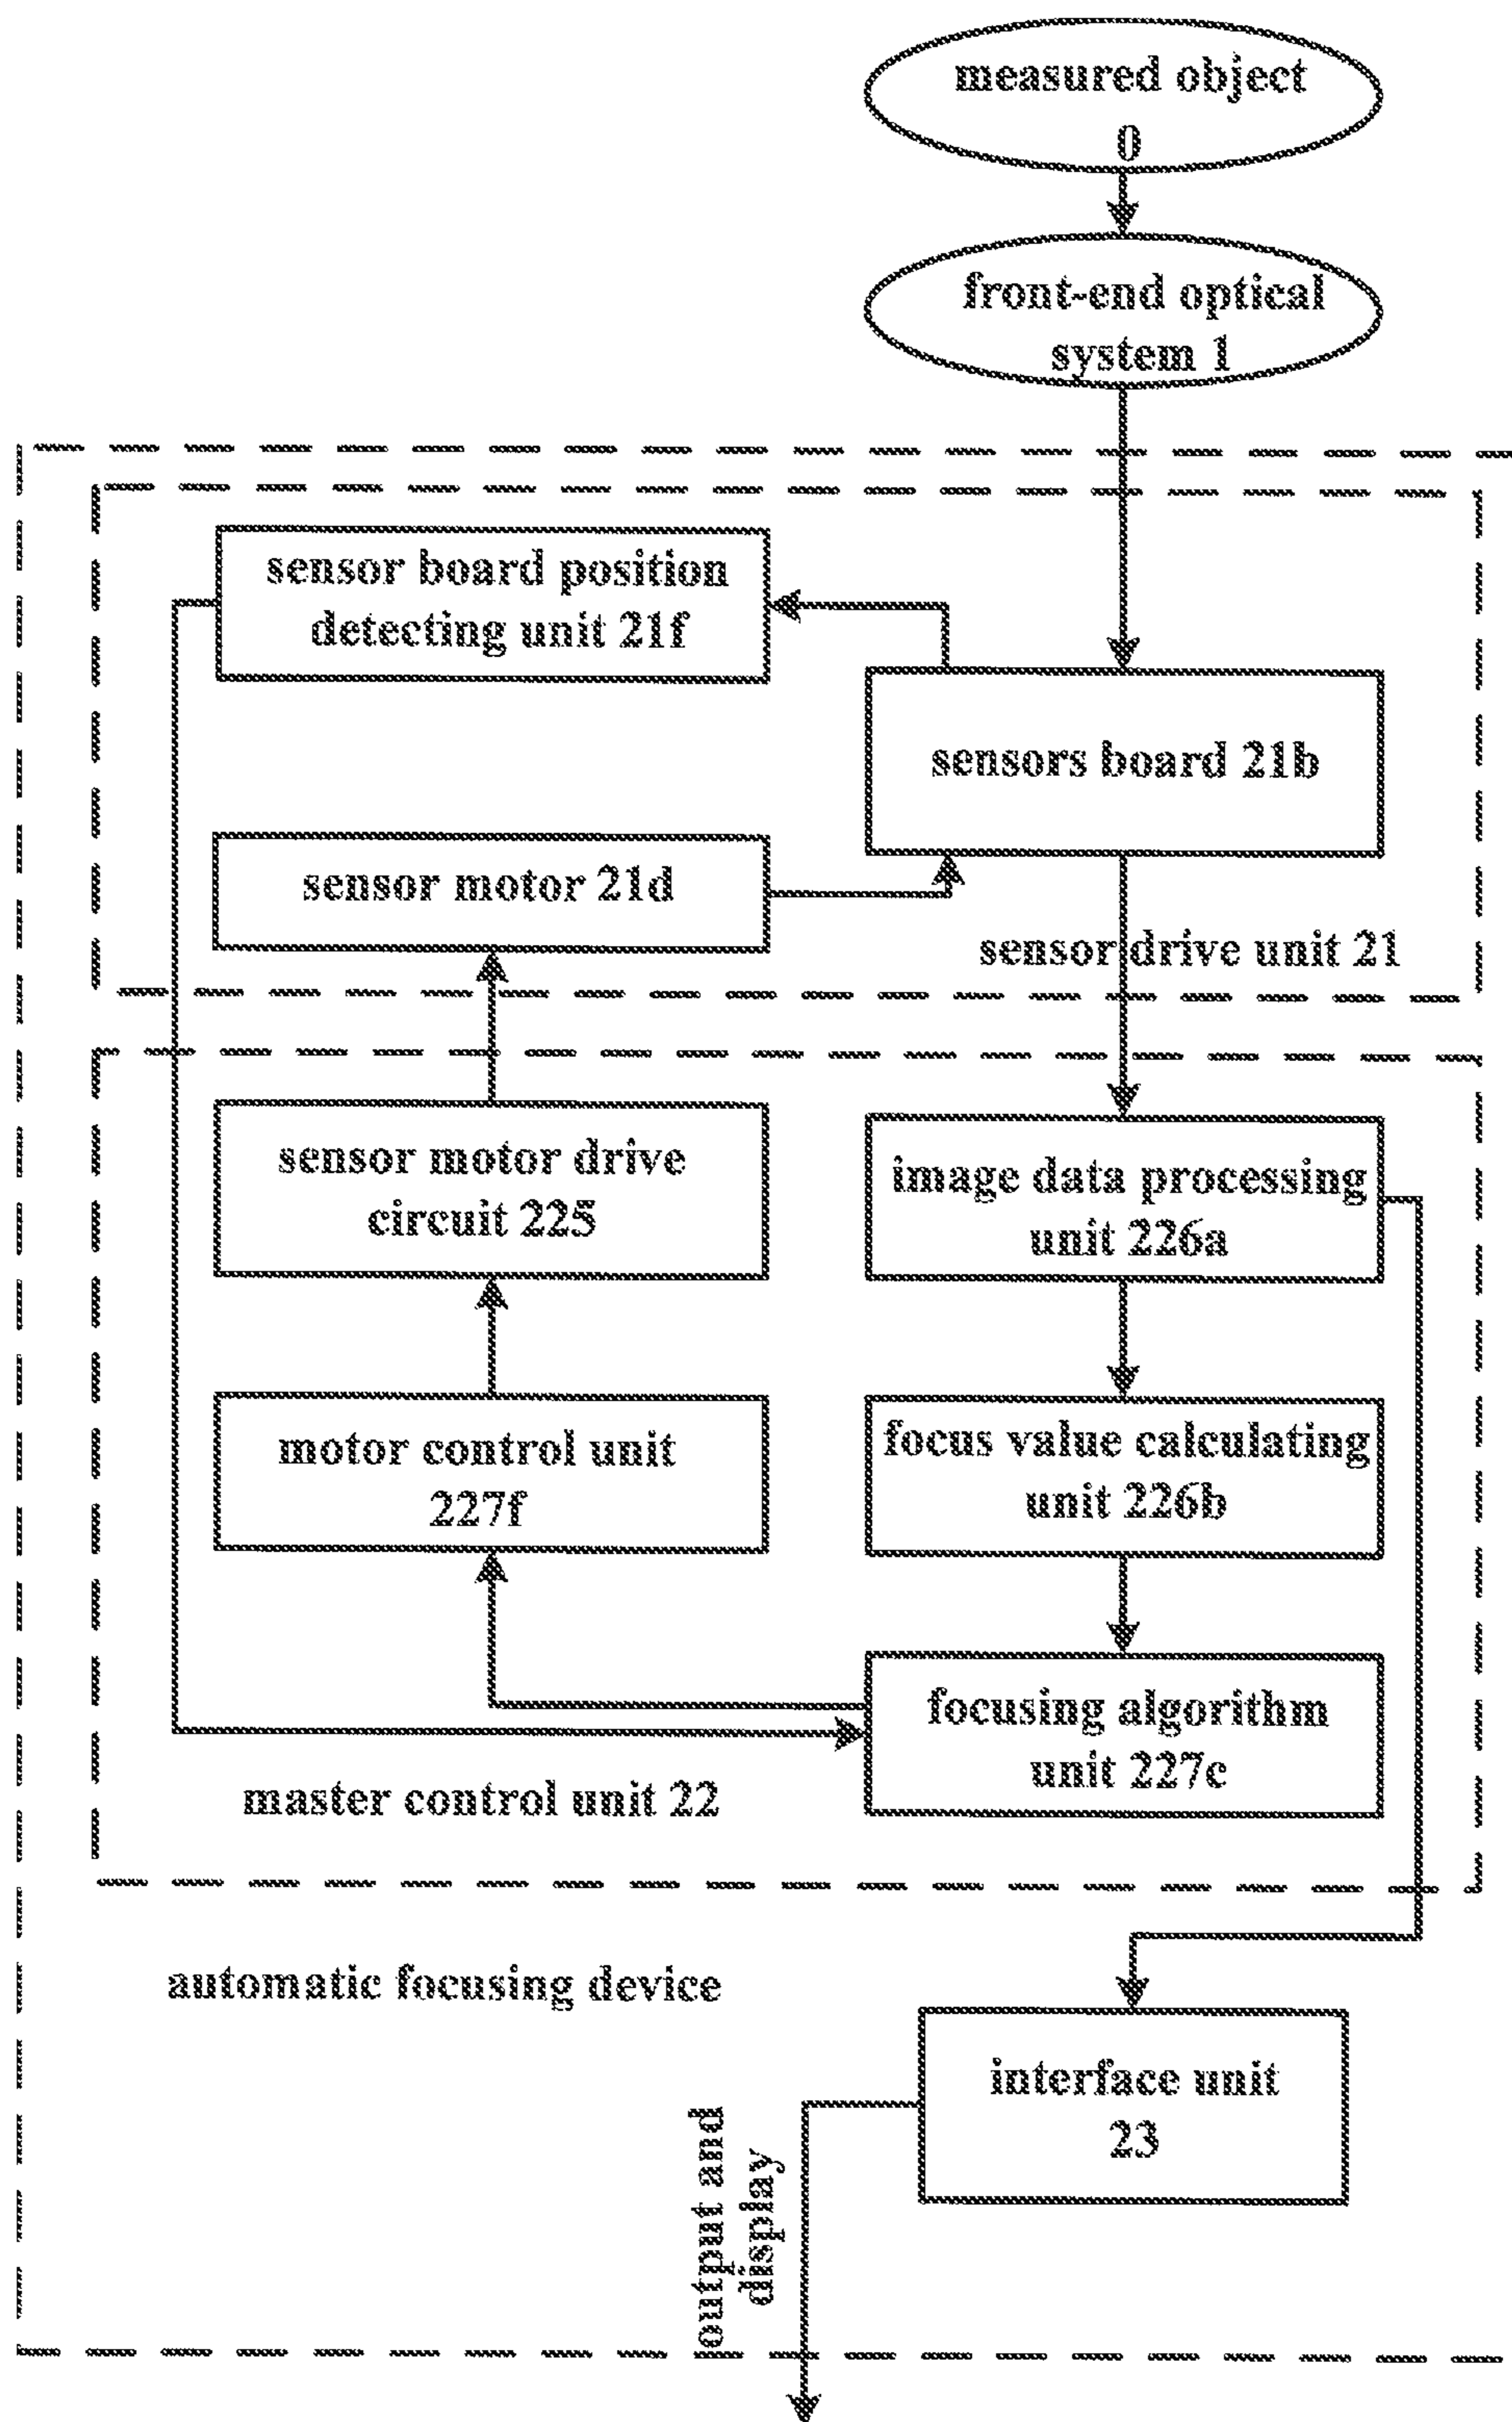 measured object
0
front-end optical
system 1
sensor board position
detecting unit 21f
sensors board 21b
sensor motor 21d
sensor drive unit 21
sensor motor drive
circuit 225
image data processing
unit 226a
motor control unit
227f
focus value calculating
unit 226b
focusing algorithm
unit 227c
master control unit 22
automatic focusing device
interface unit
23
output and
display